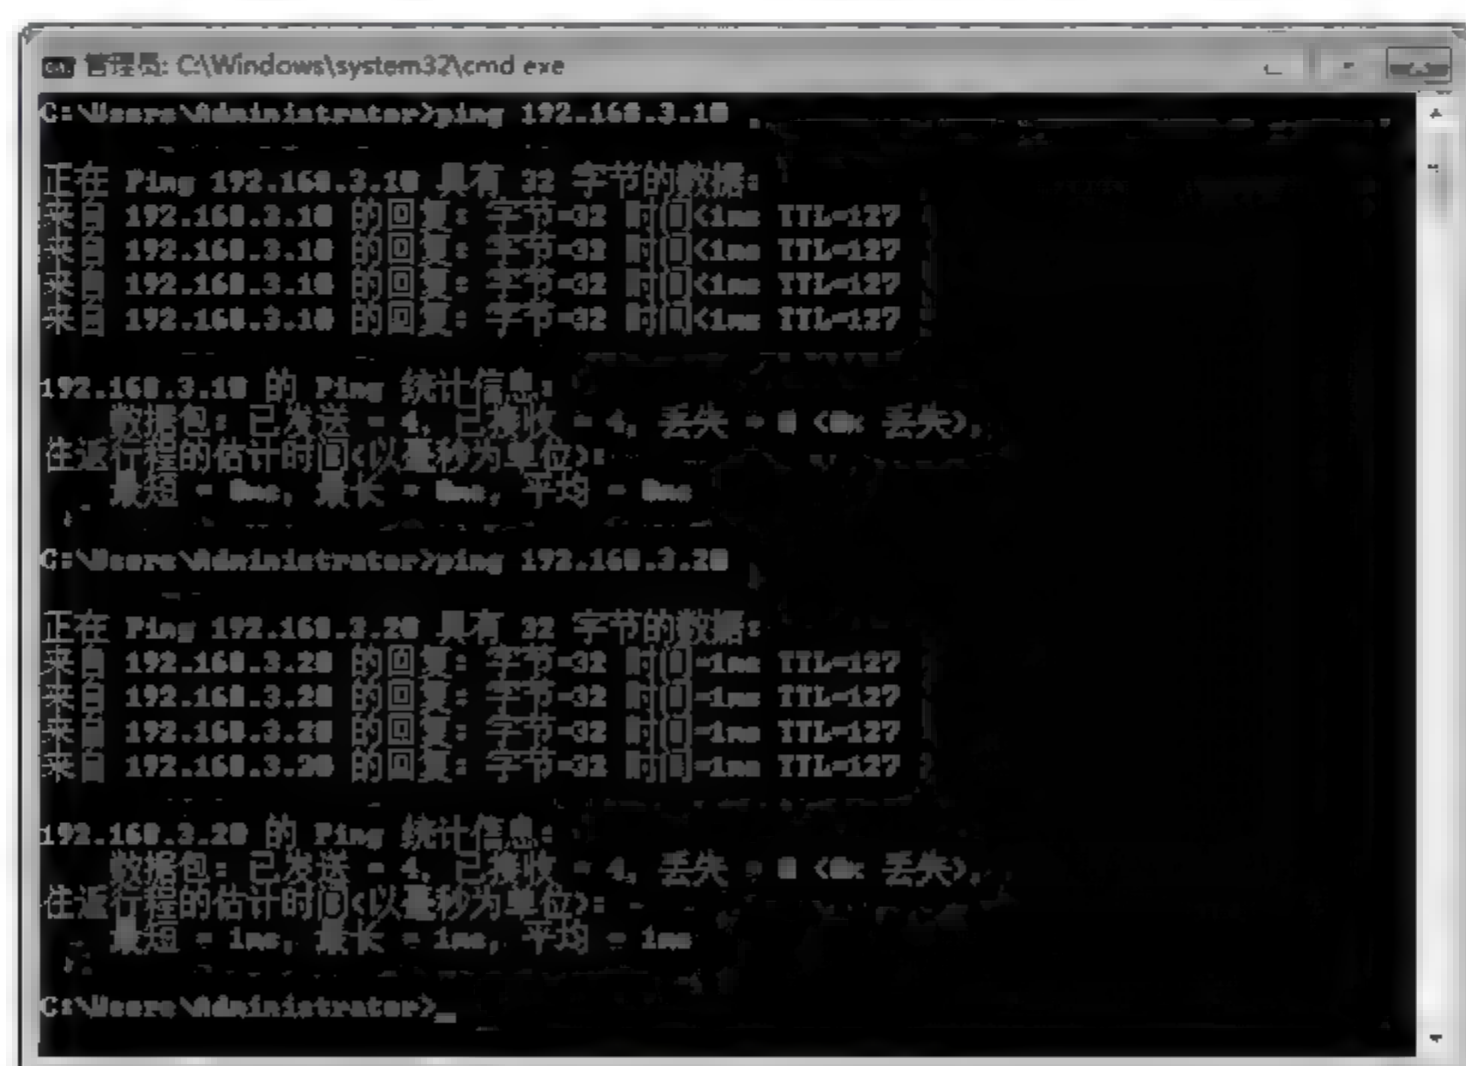 管理员: C:\Windows\system32\cmd exe
C:\Users\Administrator>ping 192.168.3.10
正在 Ping 192.168.3.10 具有 32 字节的数据:
来自 192.168.3.10 的回复: 字节=32 时间<1ms TTL=127
来自 192.168.3.10 的回复: 字节=32 时间<1ms TTL=127
来自 192.168.3.10 的回复: 字节=32 时间<1ms TTL=127
来自 192.168.3.10 的回复: 字节=32 时间<1ms TTL=127
192.168.3.10 的 Ping 统计信息:
数据包: 已发送 = 4, 已接收 = 4, 丢失 = 0 <0% 丢失>,
往返行程的估计时间<以毫秒为单位>:
最短 = 0ms, 最长 = 0ms, 平均 = 0ms
C:\Users\Administrator>ping 192.168.3.20
正在 Ping 192.168.3.20 具有 32 字节的数据:
来自 192.168.3.20 的回复: 字节=32 时间=1ms TTL=127
来自 192.168.3.20 的回复: 字节=32 时间=1ms TTL=127
来自 192.168.3.20 的回复: 字节=32 时间=1ms TTL=127
来自 192.168.3.20 的回复: 字节=32 时间=1ms TTL=127
192.168.3.20 的 Ping 统计信息:
数据包: 已发送 = 4, 已接收 = 4, 丢失 = 0 <0% 丢失>,
往返行程的估计时间<以毫秒为单位>:
最短 = 1ms, 最长 = 1ms, 平均 = 1ms
C:\Users\Administrator>_